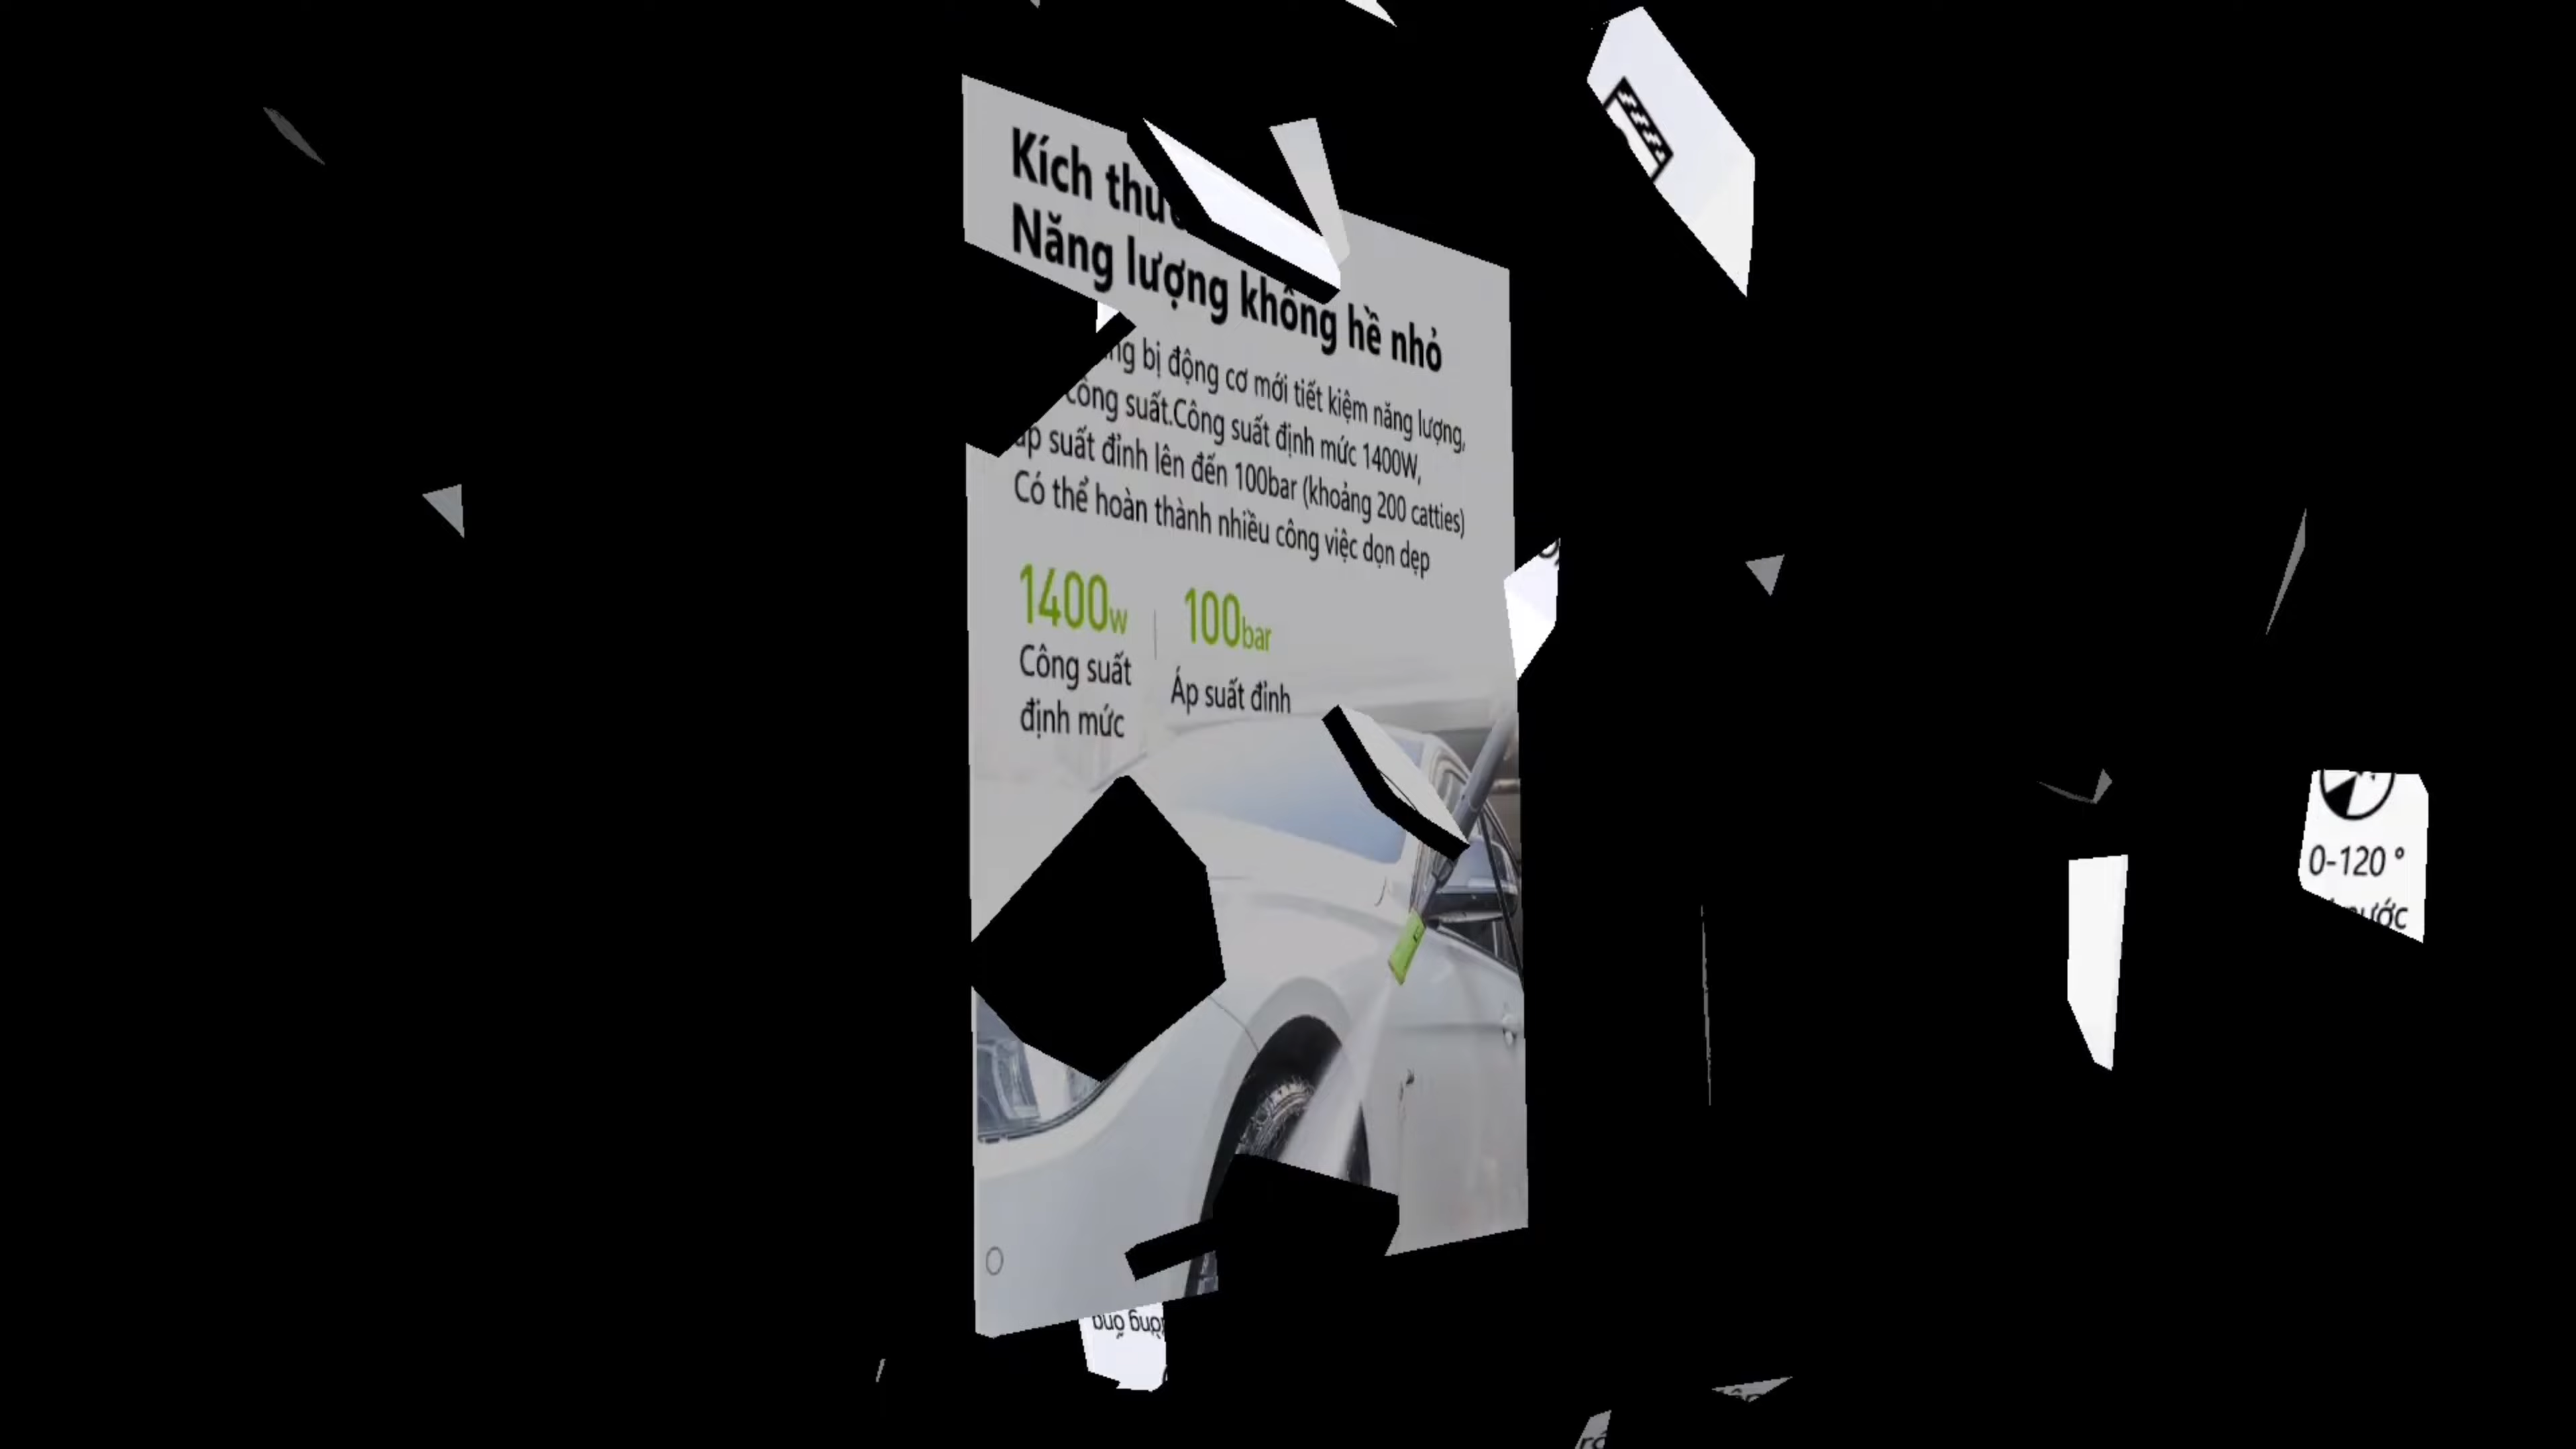 Kích
Năng lượng không hề nhỏ
bị động cơ mới tiết kiệm năng lượng,
công suất.Công suất định mức 1400W,
suất đỉnh lên đến 100bar (khoảng 200 catties)
Có thể hoàn thành nhiều công việc dọn dẹp
1400w
100bar
Công suất
định mức
Áp suất đỉnh
0-120 °